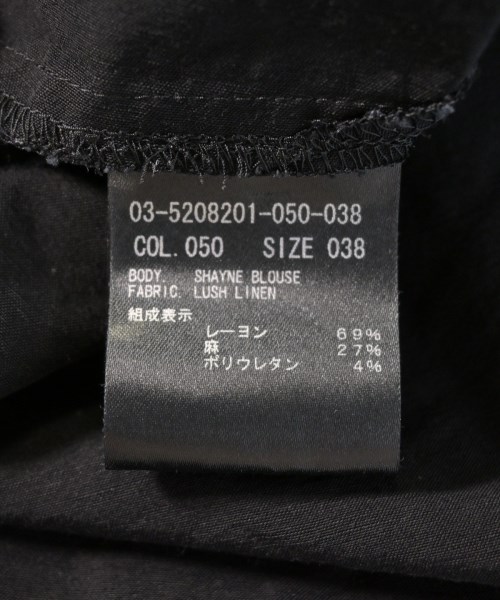 03-5208201-050-038
COL.050 SIZE 038
BODY. SHAYNE BLOUSE
FABRIC. LUSH LINEN
組成表示
レーヨン 69%
麻 27%
ポリウレタン 4%